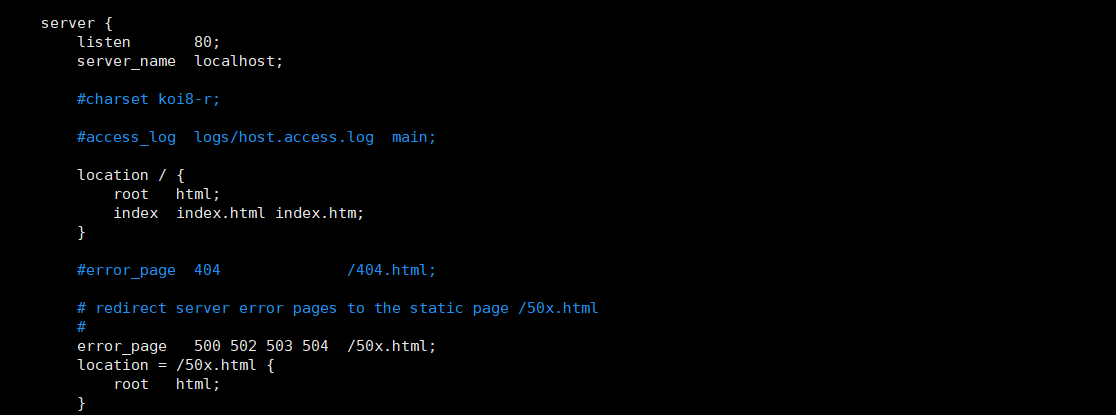 server {
    listen       80;
    server_name  localhost;
    #charset koi8-r;
    #access_log  logs/host.access.log  main;
    location / {
        root   html;
        index  index.html index.htm;
    }
    #error_page  404              /404.html;
    # redirect server error pages to the static page /50x.html
    #
    error_page   500 502 503 504  /50x.html;
    location = /50x.html {
        root   html;
    }